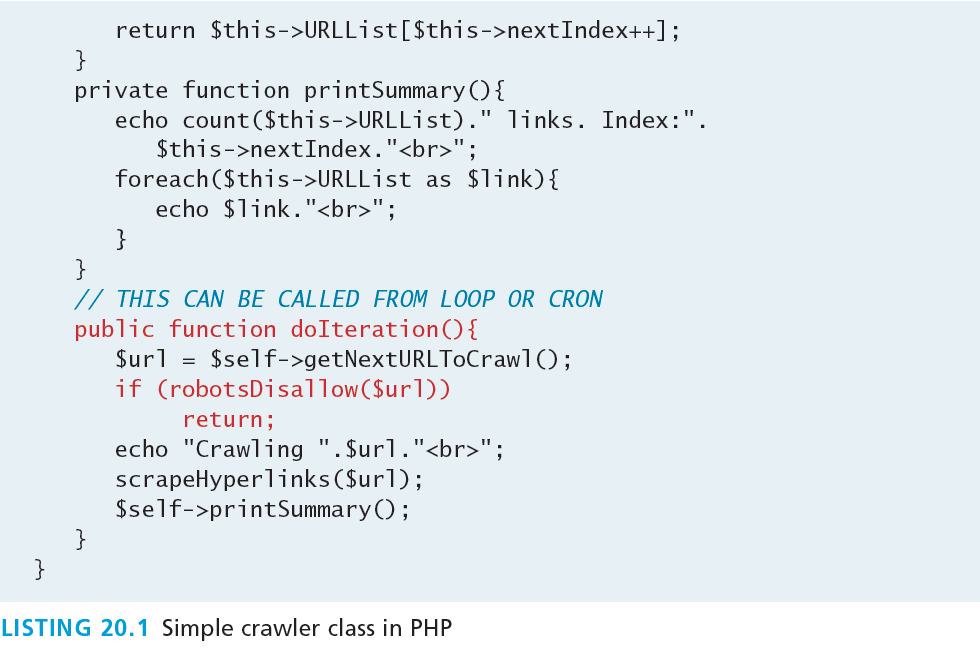 return $this->URLList[$this->nextIndex++];
}
private function printSummary(){
echo count($this->URLList)." links. Index:".
$this->nextIndex."<br>";
foreach($this->URLList as $link){
echo $link."<br>";
}
}
// THIS CAN BE CALLED FROM LOOP OR CRON
public function doIteration(){
$url = $self->getNextURLToCrawl();
if (robotsDisallow($url))
return;
echo "Crawling ".$url."<br>";
scrapeHyperlinks($url);
$self->printSummary();
}
}
LISTING 20.1 Simple crawler class in PHP